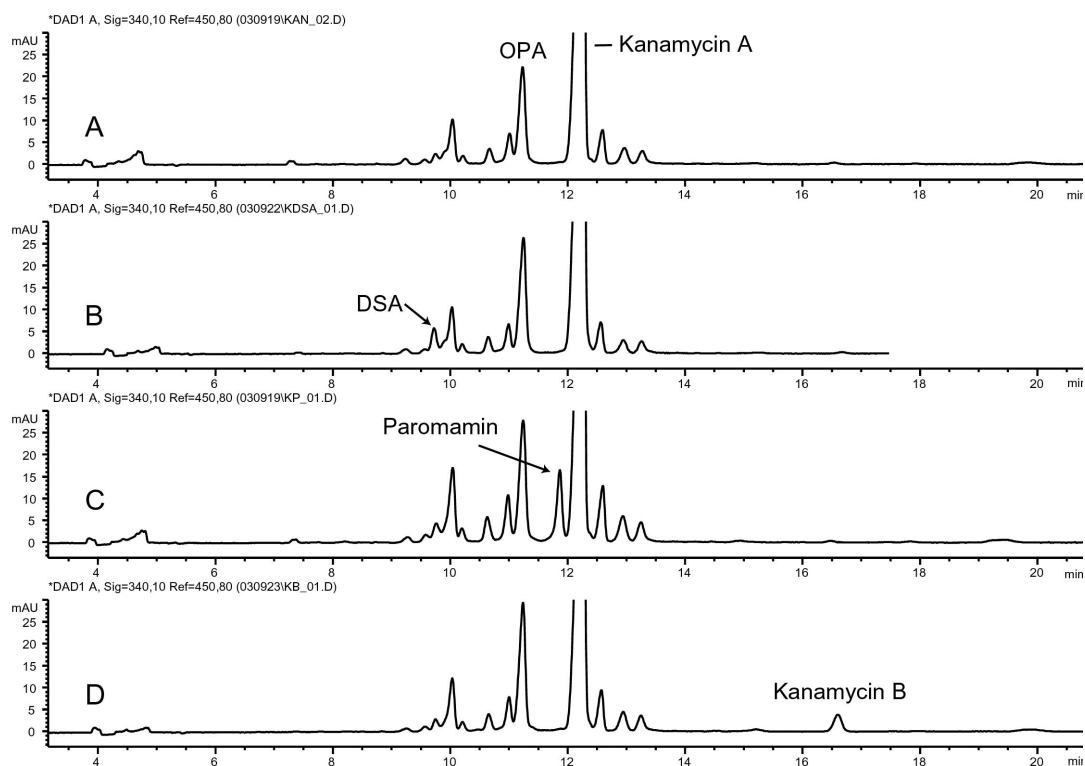 *DAD1 A, Sig=340,10 Ref=450,80 (030919\KAN_02.D)
mAU
Kanamycin A
OPA
25
20
15
A
10
5
0
4 6 8 10 12 14 16 18 20 min
*DAD1 A, Sig=340,10 Ref=450,80 (030922\KDSA_01.D)
mAU
25
20
15
DSA
B
10
5
0
4 6 8 10 12 14 16 18 20 min
*DAD1 A, Sig=340,10 Ref=450,80 (030919\KP_01.D)
mAU
25
Paromamin
20
15
C
10
5
0
4 6 8 10 12 14 16 18 20 min
*DAD1 A, Sig=340,10 Ref=450,80 (030923\KB_01.D)
mAU
25
20
15
Kanamycin B
D
10
5
0
4 6 8 10 12 14 16 18 20 min